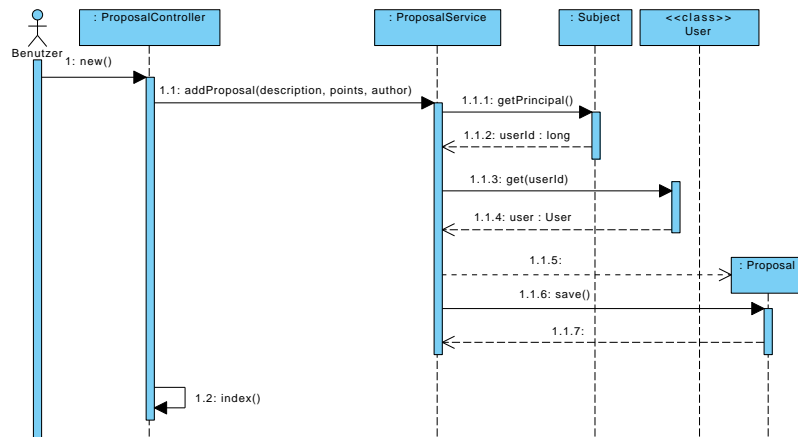 : ProposalController
: ProposalService
: Subject
<<class>>
User
Benutzer
1: new()
1.1: addProposal(description, points, author)
1.1.1: getPrincipal()
1.1.2: userId : long
1.1.3: get(userId)
1.1.4: user : User
1.1.5:
: Proposal
1.1.6: save()
1.1.7:
1.2: index()